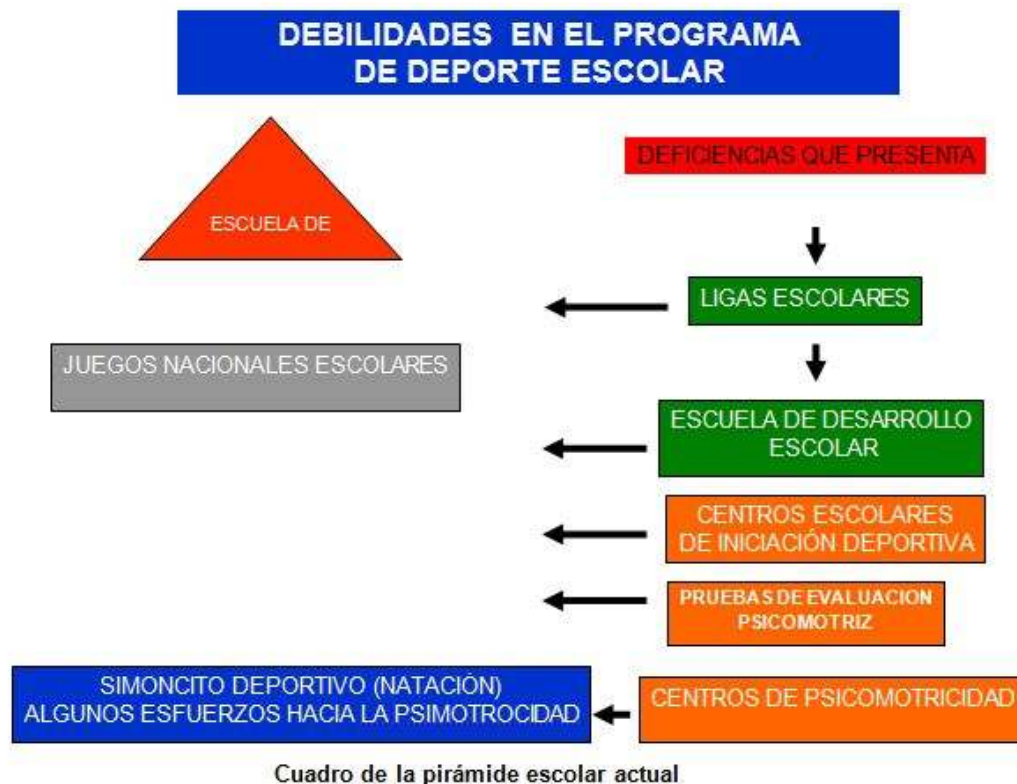 DEBILIDADES EN EL PROGRAMA
DE DEPORTE ESCOLAR
DEFICIENCIAS QUE PRESENTA
ESCUELA DE
LIGAS ESCOLARES
JUEGOS NACIONALES ESCOLARES
ESCUELA DE DESARROLLO
ESCOLAR
CENTROS ESCOLARES
DE INICIACIÓN DEPORTIVA
PRUEBAS DE EVALUACION
PSICOMOTRIZ
SIMONCITO DEPORTIVO (NATACIÓN)
ALGUNOS ESFUERZOS HACIA LA PSIMOTROCIDAD
CENTROS DE PSICOMOTRICIDAD
Cuadro de la pirámide escolar actual